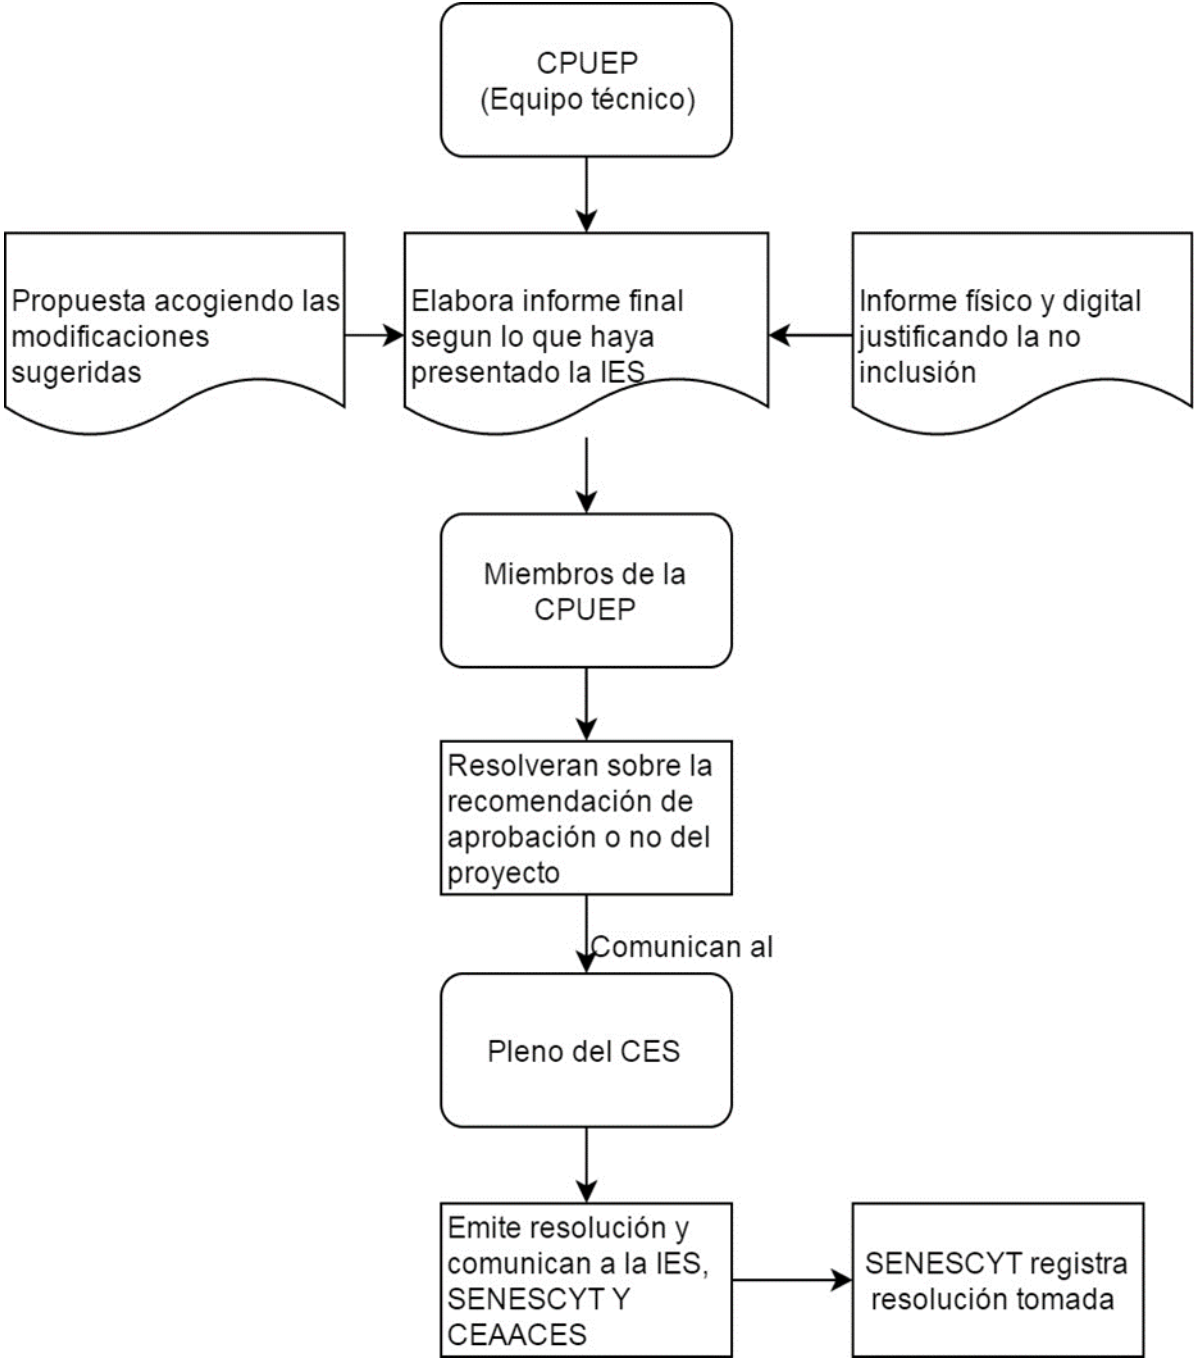 CPUEP
(Equipo técnico)
Propuesta acogiendo las
modificaciones
sugeridas
Elabora informe final
segun lo que haya
presentado la IES
Informe físico y digital
justificando la no
inclusión
Miembros de la
CPUEP
Resolveran sobre la
recomendación de
aprobación o no del
proyecto
Comunican al
Pleno del CES
Emite resolución y
comunican a la IES,
SENESCYT Y
CEAACES
SENESCYT registra
resolución tomada